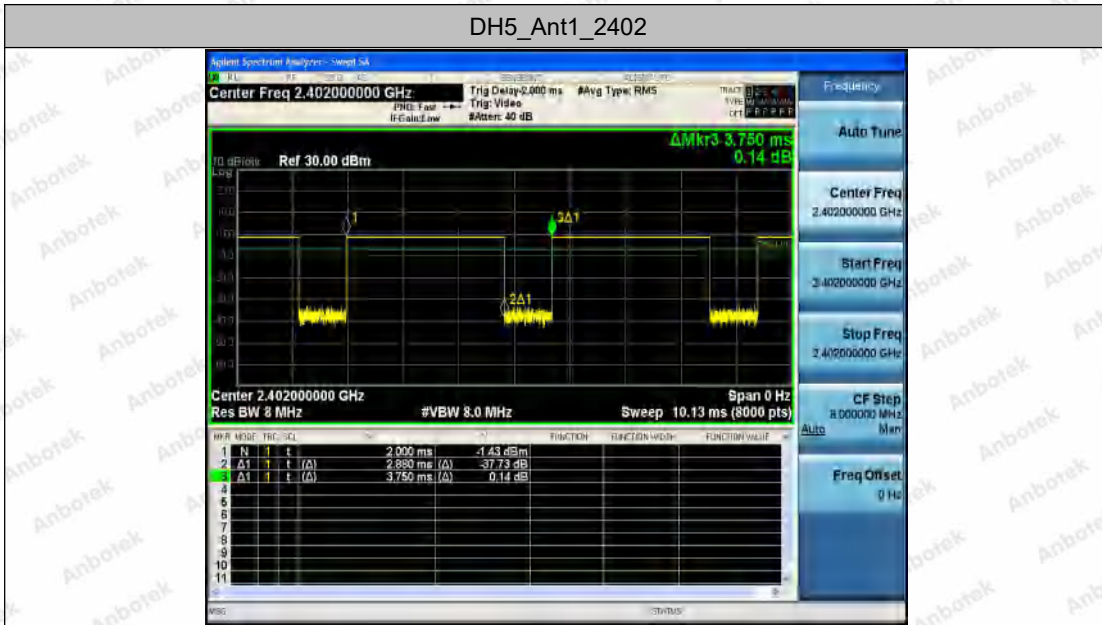 DH5_Ant1_2402
Agilent Spectrum Analyzer - Swept SA
Center Freq 2.402000000 GHz
PNO: Fast
IFGain:Low
Trig Delay-2.000 ms
Trig: Video
#Atten: 40 dB
#Avg Type: RMS
TRACE
TYPE
DET P P P P P P
ΔMkr3 3.750 ms
0.14 dB
10 dB/div
Ref 30.00 dBm
Log
1
3Δ1
2Δ1
Center 2.402000000 GHz
Span 0 Hz
Res BW 8 MHz
#VBW 8.0 MHz
Sweep 10.13 ms (8000 pts)
MKR MODE TRC SCL X Y FUNCTION FUNCTION WIDTH FUNCTION VALUE
1 N 1 t 2.000 ms -1.43 dBm
2 Δ1 1 t (Δ) 2.880 ms (Δ) -37.73 dB
3 Δ1 1 t (Δ) 3.750 ms (Δ) 0.14 dB
4
5
6
7
8
9
10
11
MSG
STATUS
Frequency
Auto Tune
Center Freq
2.402000000 GHz
Start Freq
2.402000000 GHz
Stop Freq
2.402000000 GHz
CF Step
8.000000 MHz
Auto Man
Freq Offset
0 Hz
Anbotek